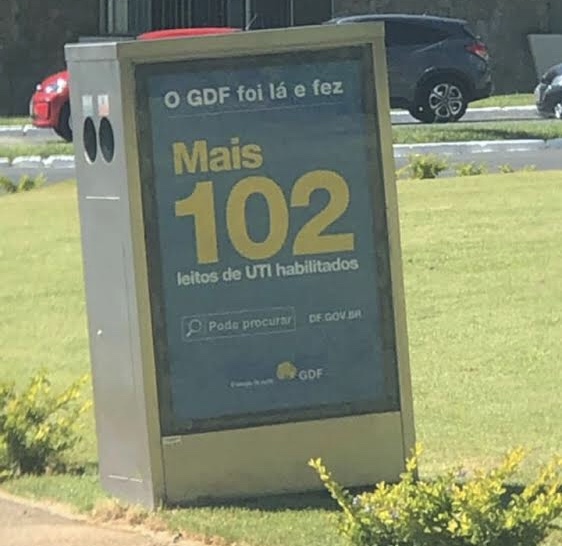 O GDF foi lá e fez
Mais
102
leitos de UTI habilitados
Pode procurar DF.GOV.BR
GDF